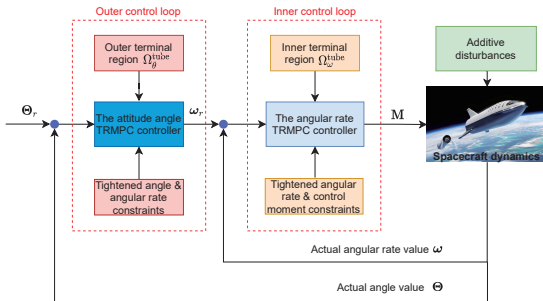 Outer control loop
Inner control loop
Outer terminal
region Ω_θ^tube
Inner terminal
region Ω_ω^tube
Additive
disturbances
Θ_r
The attitude angle
TRMPC controller
ω_r
The angular rate
TRMPC controller
M
Spacecraft dynamics
Tightened angle &
angular rate
constraints
Tightened angular
rate & control
moment constraints
Actual angular rate value ω
Actual angle value Θ